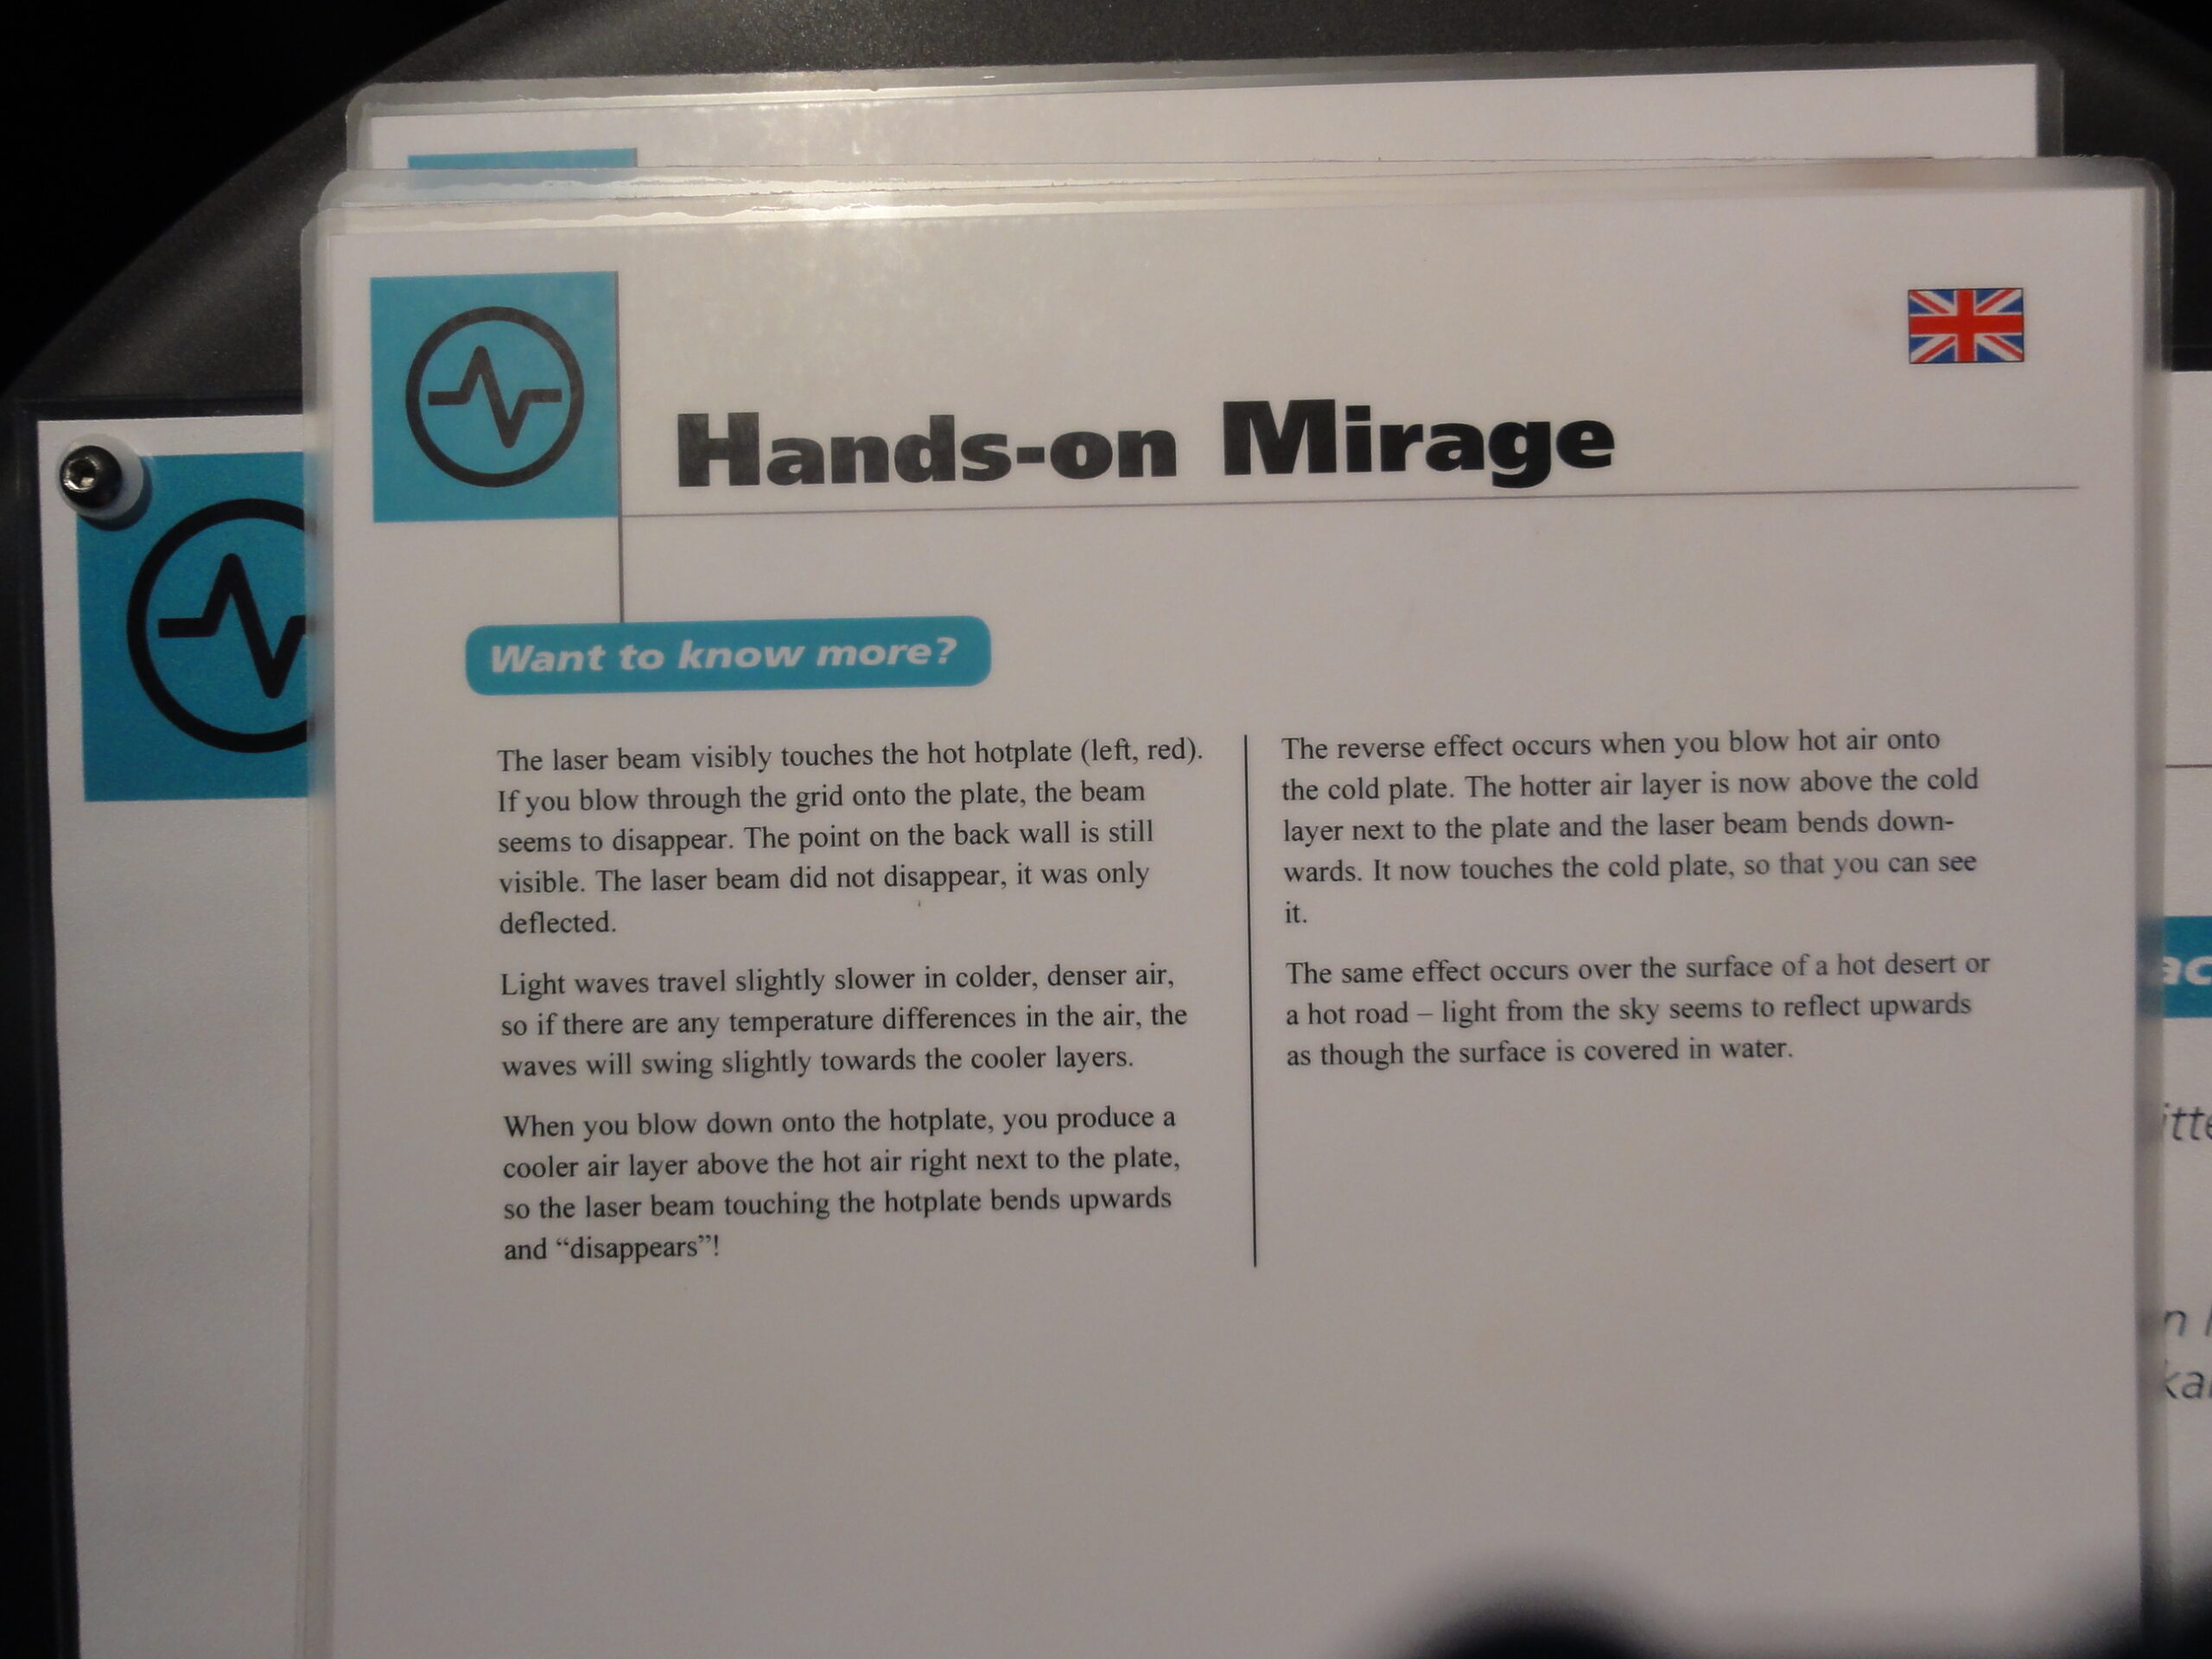 Hands-on Mirage
Want to know more?
The laser beam visibly touches the hot hotplate (left, red).
If you blow through the grid onto the plate, the beam
seems to disappear. The point on the back wall is still
visible. The laser beam did not disappear, it was only
deflected.
Light waves travel slightly slower in colder, denser air,
so if there are any temperature differences in the air, the
waves will swing slightly towards the cooler layers.
When you blow down onto the hotplate, you produce a
cooler air layer above the hot air right next to the plate,
so the laser beam touching the hotplate bends upwards
and “disappears”!
The reverse effect occurs when you blow hot air onto
the cold plate. The hotter air layer is now above the cold
layer next to the plate and the laser beam bends down-
wards. It now touches the cold plate, so that you can see
it.
The same effect occurs over the surface of a hot desert or
a hot road – light from the sky seems to reflect upwards
as though the surface is covered in water.